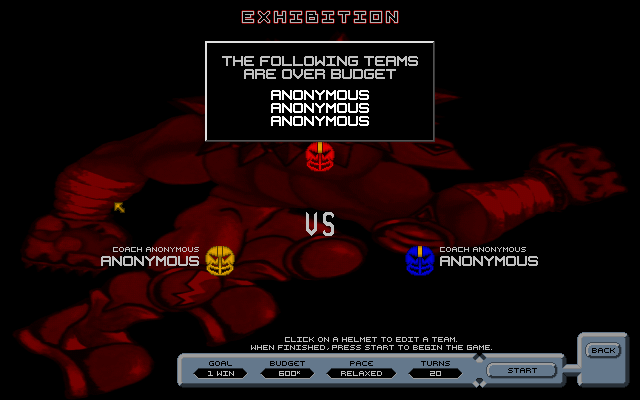 EXHIBITION
THE FOLLOWING TEAMS
ARE OVER BUDGET
ANONYMOUS
ANONYMOUS
ANONYMOUS
VS
COACH ANONYMOUS
ANONYMOUS
COACH ANONYMOUS
ANONYMOUS
CLICK ON A HELMET TO EDIT A TEAM.
WHEN FINISHED, PRESS START TO BEGIN THE GAME.
GOAL BUDGET PACE TURNS
1 WIN 600K RELAXED 20
START
BACK